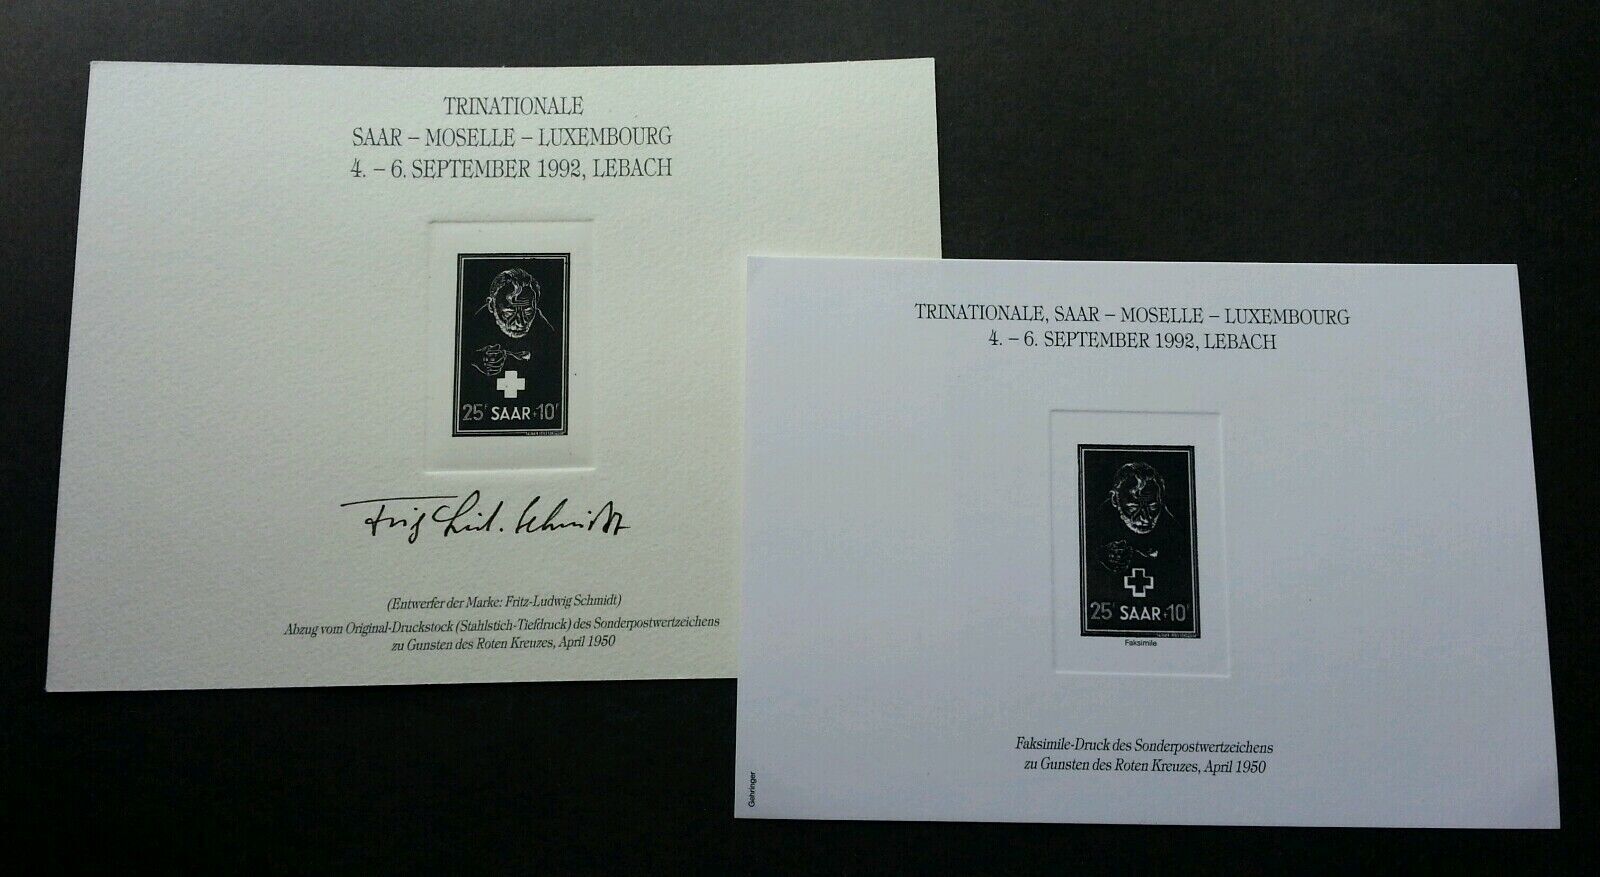 TRINATIONALE
SAAR – MOSELLE – LUXEMBOURG
4. – 6. SEPTEMBER 1992, LEBACH
25F SAAR+10F
Fritz Ludw. Schmidt
(Entwerfer der Marke: Fritz-Ludwig Schmidt)
Abzug vom Original-Druckstock (Stahlstich-Tiefdruck) des Sonderpostwertzeichens
zu Gunsten des Roten Kreuzes, April 1950
TRINATIONALE, SAAR – MOSELLE – LUXEMBOURG
4. – 6. SEPTEMBER 1992, LEBACH
25F SAAR+10F
Faksimile
Faksimile-Druck des Sonderpostwertzeichens
zu Gunsten des Roten Kreuzes, April 1950
Gehringer